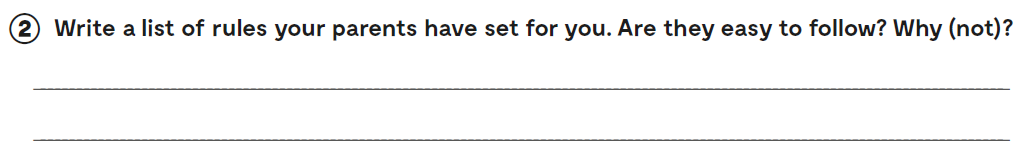 2 Write a list of rules your parents have set for you. Are they easy to follow? Why (not)?